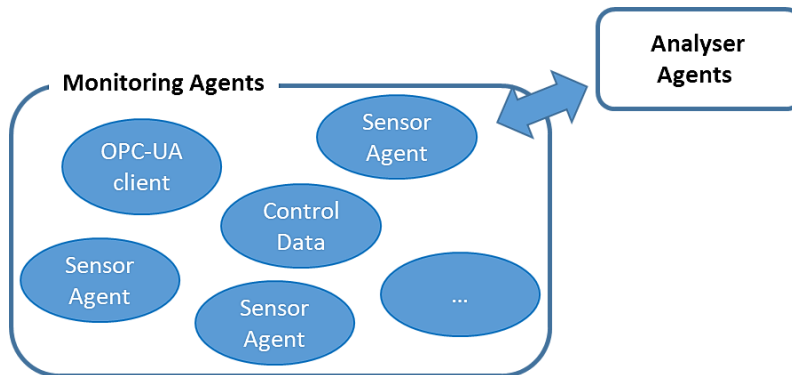 Analyser
Agents
Monitoring Agents
Sensor
Agent
OPC-UA
client
Control
Data
Sensor
Agent
Sensor
Agent
...